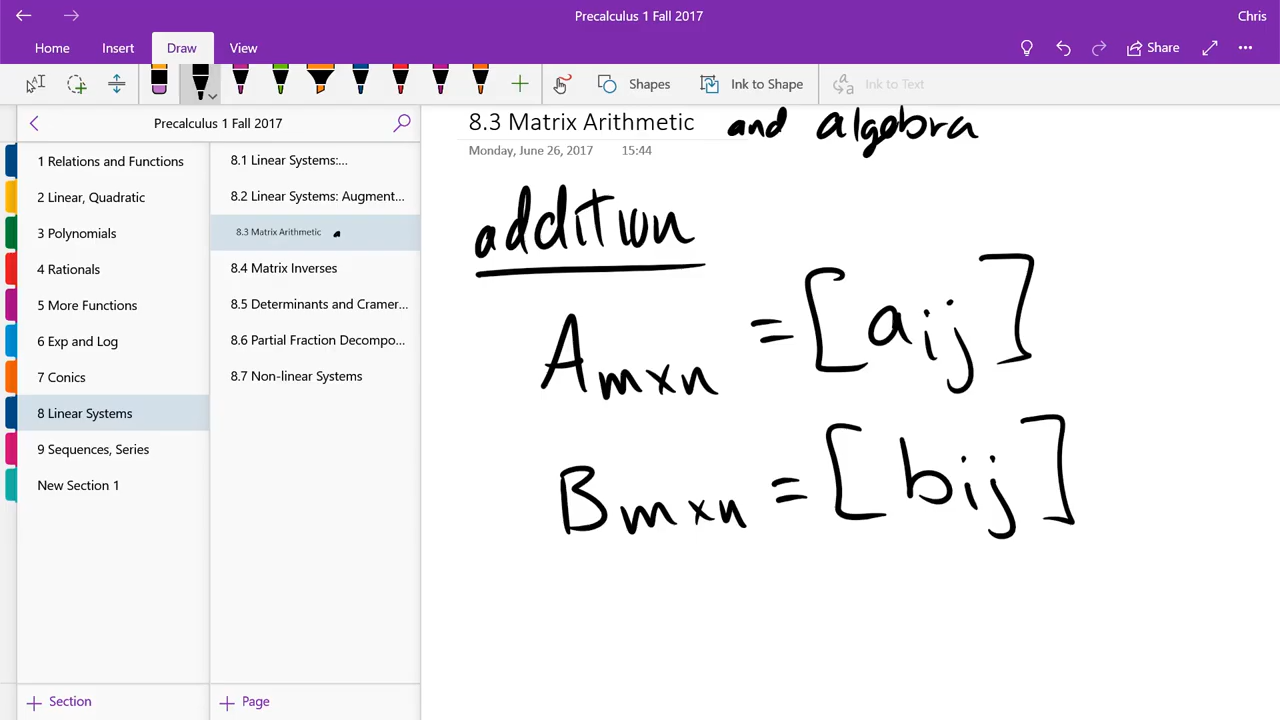 Precalculus 1 Fall 2017
Chris
Home Insert Draw View
Share
Shapes Ink to Shape Ink to Text
Precalculus 1 Fall 2017
1 Relations and Functions
2 Linear, Quadratic
3 Polynomials
4 Rationals
5 More Functions
6 Exp and Log
7 Conics
8 Linear Systems
9 Sequences, Series
New Section 1
Section
8.1 Linear Systems:...
8.2 Linear Systems: Augment...
8.3 Matrix Arithmetic
8.4 Matrix Inverses
8.5 Determinants and Cramer...
8.6 Partial Fraction Decompo...
8.7 Non-linear Systems
Page
8.3 Matrix Arithmetic and algebra
Monday, June 26, 2017 15:44
addition
A m×n = [a ij]
B m×n = [b ij]